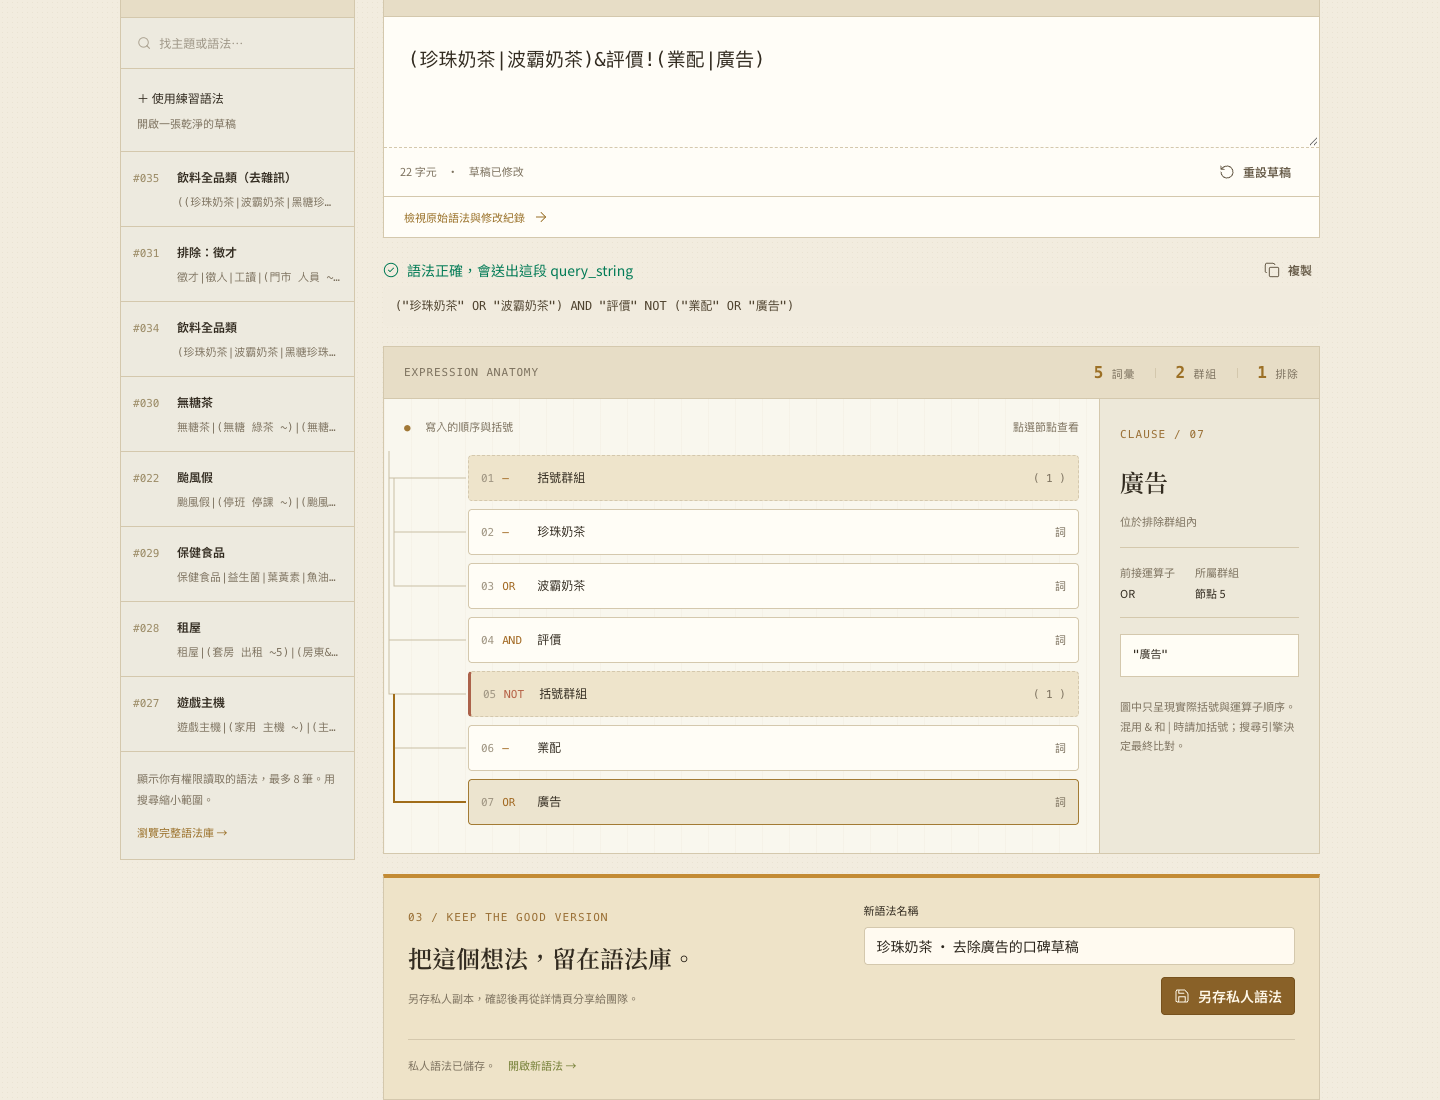 找主題或語法…
＋ 使用練習語法
開啟一張乾淨的草稿
#035 飲料全品類（去雜訊）
((珍珠奶茶|波霸奶茶|黑糖珍…
#031 排除：徵才
徵才|徵人|工讀|(門市 人員 ~…
#034 飲料全品類
(珍珠奶茶|波霸奶茶|黑糖珍珠…
#030 無糖茶
無糖茶|(無糖 綠茶 ~)|(無糖…
#022 颱風假
颱風假|(停班 停課 ~)|(颱風…
#029 保健食品
保健食品|益生菌|葉黃素|魚油…
#028 租屋
租屋|(套房 出租 ~5)|(房東&…
#027 遊戲主機
遊戲主機|(家用 主機 ~)|(主…
顯示你有權限讀取的語法，最多 8 筆。用
搜尋縮小範圍。
瀏覽完整語法庫 →
(珍珠奶茶|波霸奶茶)&評價!(業配|廣告)
22 字元 · 草稿已修改 重設草稿
檢視原始語法與修改紀錄 →
語法正確，會送出這段 query_string 複製
("珍珠奶茶" OR "波霸奶茶") AND "評價" NOT ("業配" OR "廣告")
EXPRESSION ANATOMY 5 詞彙 2 群組 1 排除
寫入的順序與括號 點選節點查看
01 — 括號群組 ( 1 )
02 — 珍珠奶茶 詞
03 OR 波霸奶茶 詞
04 AND 評價 詞
05 NOT 括號群組 ( 1 )
06 — 業配 詞
07 OR 廣告 詞
CLAUSE / 07
廣告
位於排除群組內
前接運算子 所屬群組
OR 節點 5
"廣告"
圖中只呈現實際括號與運算子順序。
混用 & 和 | 時請加括號；搜尋引擎決
定最終比對。
03 / KEEP THE GOOD VERSION
把這個想法，留在語法庫。
另存私人副本，確認後再從詳情頁分享給團隊。
新語法名稱
珍珠奶茶 · 去除廣告的口碑草稿
另存私人語法
私人語法已儲存。 開啟新語法 →